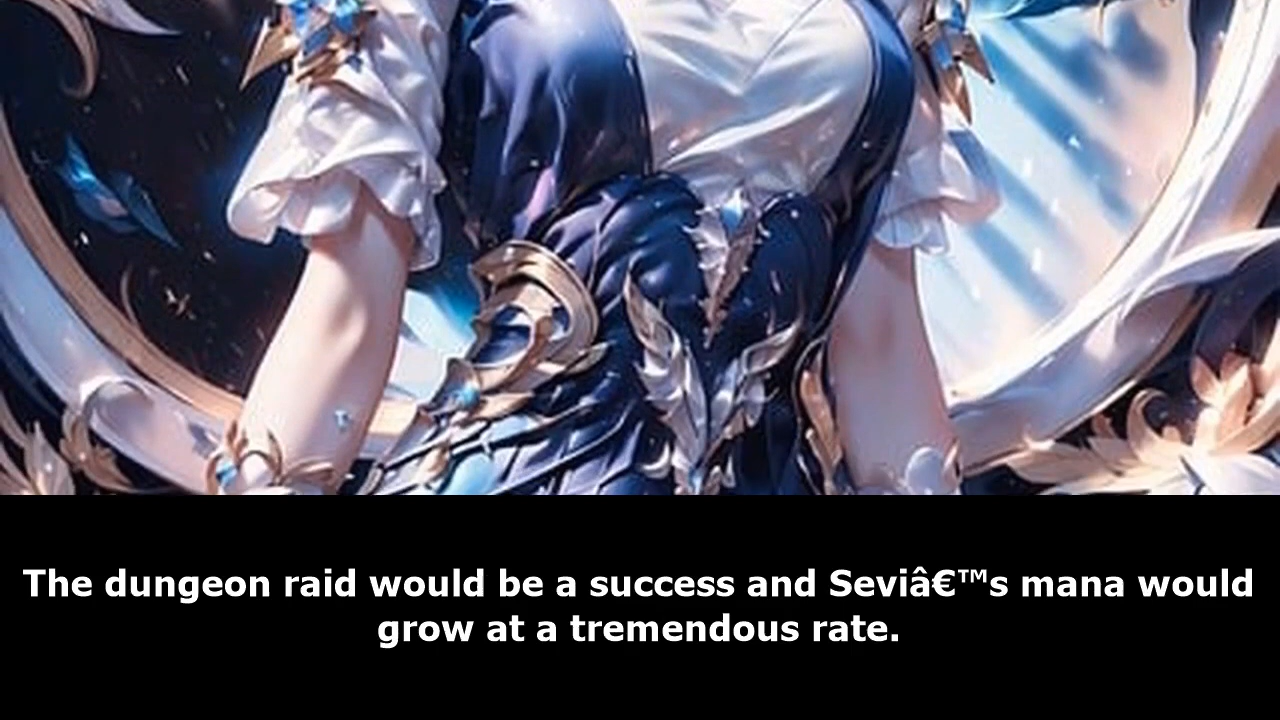 The dungeon raid would be a success and Seviâ€™s mana would
grow at a tremendous rate.